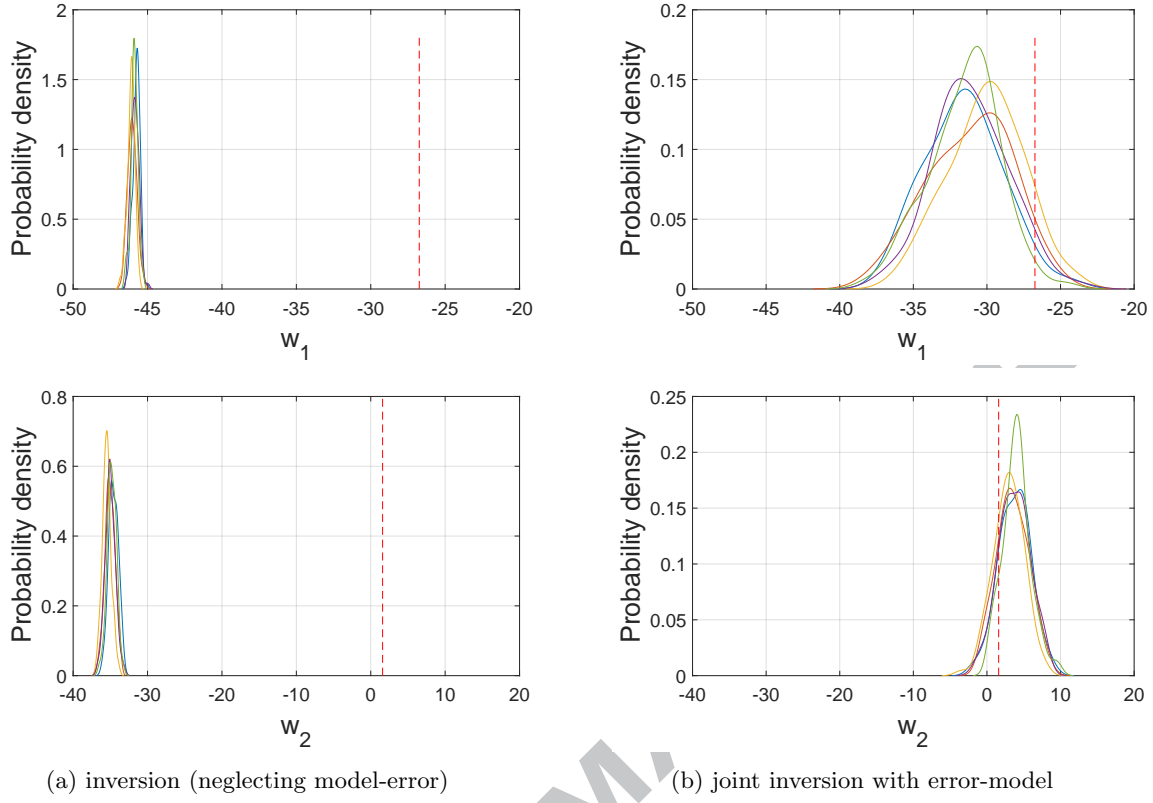 2
1.5
1
0.5
0
Probability density
-50 -45 -40 -35 -30 -25 -20
w1
0.2
0.15
0.1
0.05
0
Probability density
-50 -45 -40 -35 -30 -25 -20
w1
0.8
0.6
0.4
0.2
0
Probability density
-40 -30 -20 -10 0 10 20
w2
0.25
0.2
0.15
0.1
0.05
0
Probability density
-40 -30 -20 -10 0 10 20
w2
(a) inversion (neglecting model-error)
(b) joint inversion with error-model